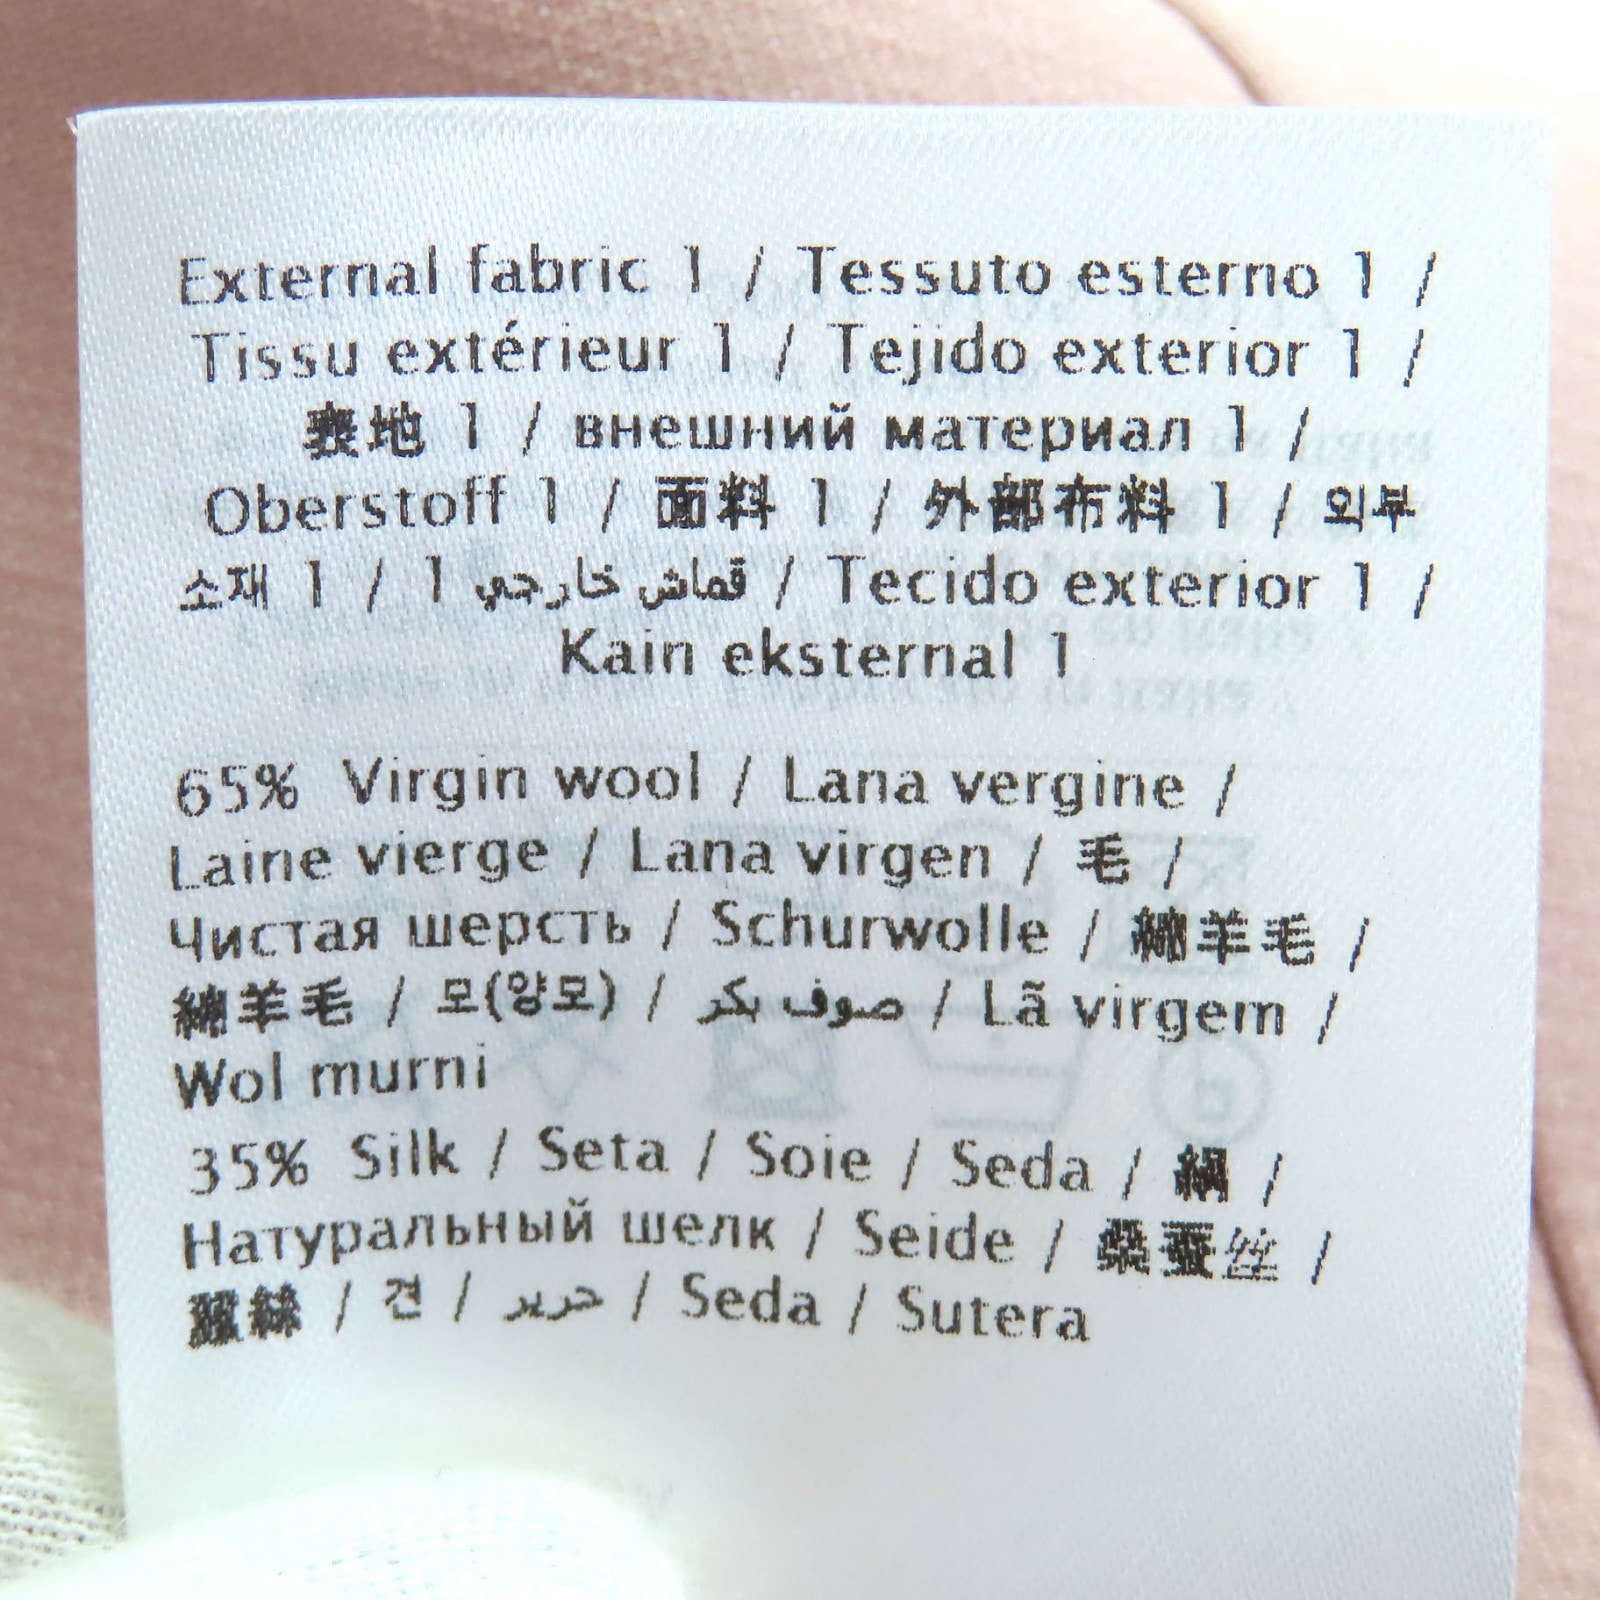 External fabric 1 / Tessuto esterno 1 /
Tissu extérieur 1 / Tejido exterior 1 /
表地 1 / внешний материал 1 /
Oberstoff 1 / 面料 1 / 外部布料 1 / 외부
소재 1 / 1 قماش خارجي / Tecido exterior 1 /
Kain eksternal 1
65% Virgin wool / Lana vergine /
Laine vierge / Lana virgen / 毛 /
Чистая шерсть / Schurwolle / 綿羊毛 /
綿羊毛 / 모(양모) / صوف بكر / Lã virgem /
Wol murni
35% Silk / Seta / Soie / Seda / 絹 /
Натуральный шелк / Seide / 桑蚕丝 /
蠶絲 / 견 / حرير / Seda / Sutera